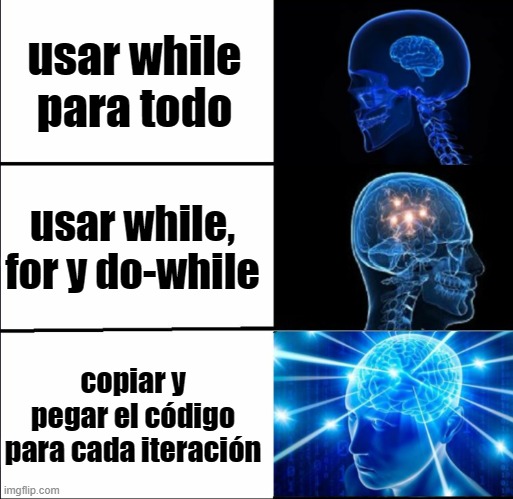 usar while
para todo
usar while,
for y do-while
copiar y
pegar el código
para cada iteración
imgflip.com